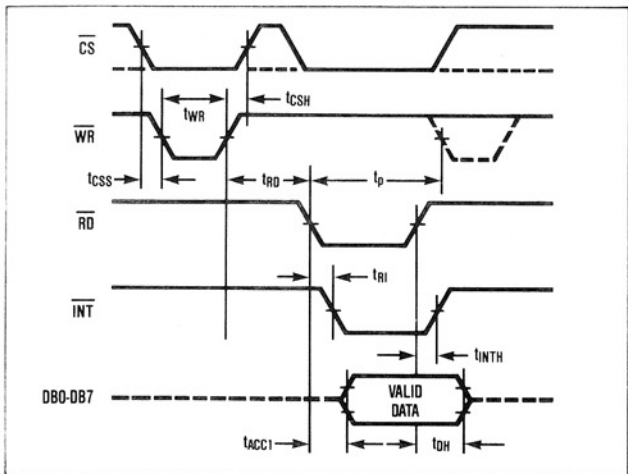 CS
tCSH
tWR
WR
tCSS
tRD
tP
RD
tRI
INT
tINTH
DB0-DB7
VALID
DATA
tACC1
tDH